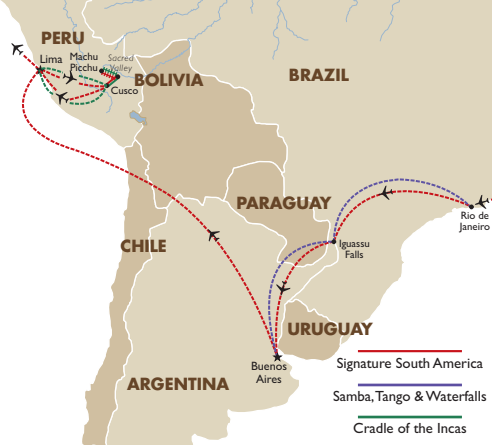 PERU
Lima
Machu
Picchu
Sacred
Valley
Cusco
BOLIVIA
BRAZIL
PARAGUAY
Rio de
Janeiro
CHILE
Iguassu
Falls
URUGUAY
Buenos
Aires
ARGENTINA
Signature South America
Samba, Tango & Waterfalls
Cradle of the Incas